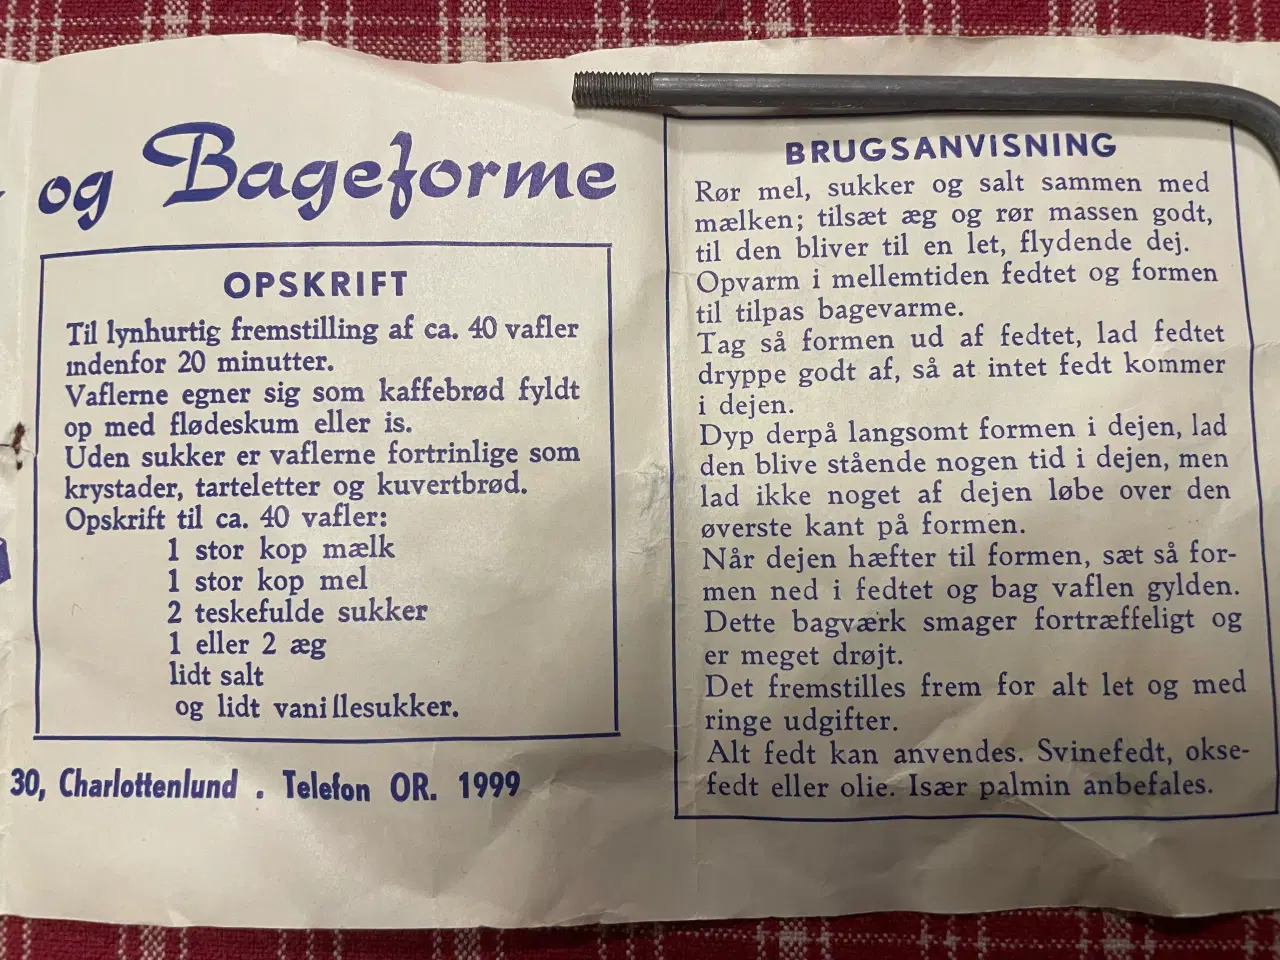 og Bageforme
OPSKRIFT
Til lynhurtig fremstilling af ca. 40 vafler
indenfor 20 minutter.
Vaflerne egner sig som kaffebrød fyldt
op med flødeskum eller is.
Uden sukker er vaflerne fortrinlige som
krystader, tarteletter og kuvertbrød.
Opskrift til ca. 40 vafler:
1 stor kop mælk
1 stor kop mel
2 teskefulde sukker
1 eller 2 æg
lidt salt
og lidt vanillesukker.
30, Charlottenlund . Telefon OR. 1999
BRUGSANVISNING
Rør mel, sukker og salt sammen med
mælken; tilsæt æg og rør massen godt,
til den bliver til en let, flydende dej.
Opvarm i mellemtiden fedtet og formen
til tilpas bagevarme.
Tag så formen ud af fedtet, lad fedtet
dryppe godt af, så at intet fedt kommer
i dejen.
Dyp derpå langsomt formen i dejen, lad
den blive stående nogen tid i dejen, men
lad ikke noget af dejen løbe over den
øverste kant på formen.
Når dejen hæfter til formen, sæt så for-
men ned i fedtet og bag vaflen gylden.
Dette bagværk smager fortræffeligt og
er meget drøjt.
Det fremstilles frem for alt let og med
ringe udgifter.
Alt fedt kan anvendes. Svinefedt, okse-
fedt eller olie. Især palmin anbefales.